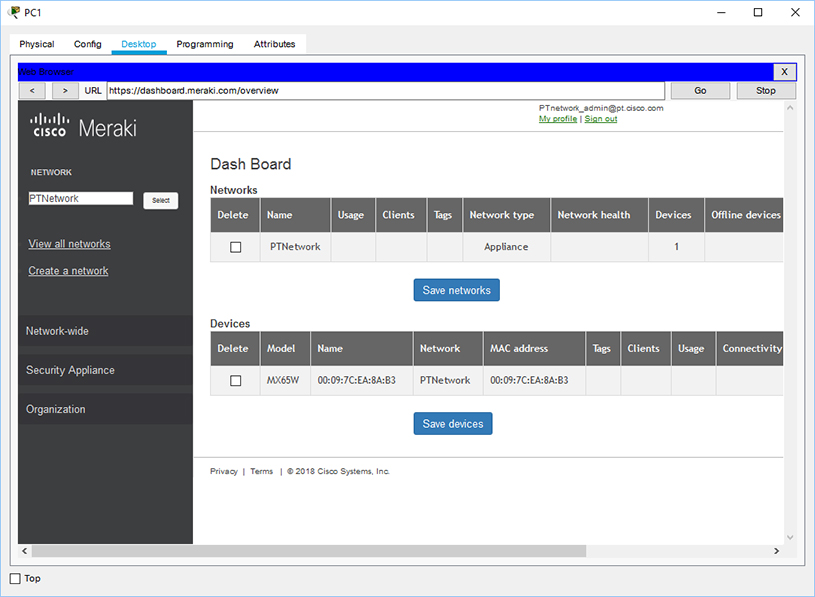 PC1
Physical Config Desktop Programming Attributes
Web Browser X
< > URL https://dashboard.meraki.com/overview Go Stop
CISCO Meraki
PTnetwork_admin@pt.cisco.com
My profile | Sign out
NETWORK
PTNetwork Select
View all networks
Create a network
Network-wide
Security Appliance
Organization
Dash Board
Networks
Delete Name Usage Clients Tags Network type Network health Devices Offline devices
PTNetwork Appliance 1
Save networks
Devices
Delete Model Name Network MAC address Tags Clients Usage Connectivity
MX65W 00:09:7C:EA:8A:B3 PTNetwork 00:09:7C:EA:8A:B3
Save devices
Privacy | Terms | © 2018 Cisco Systems, Inc.
Top